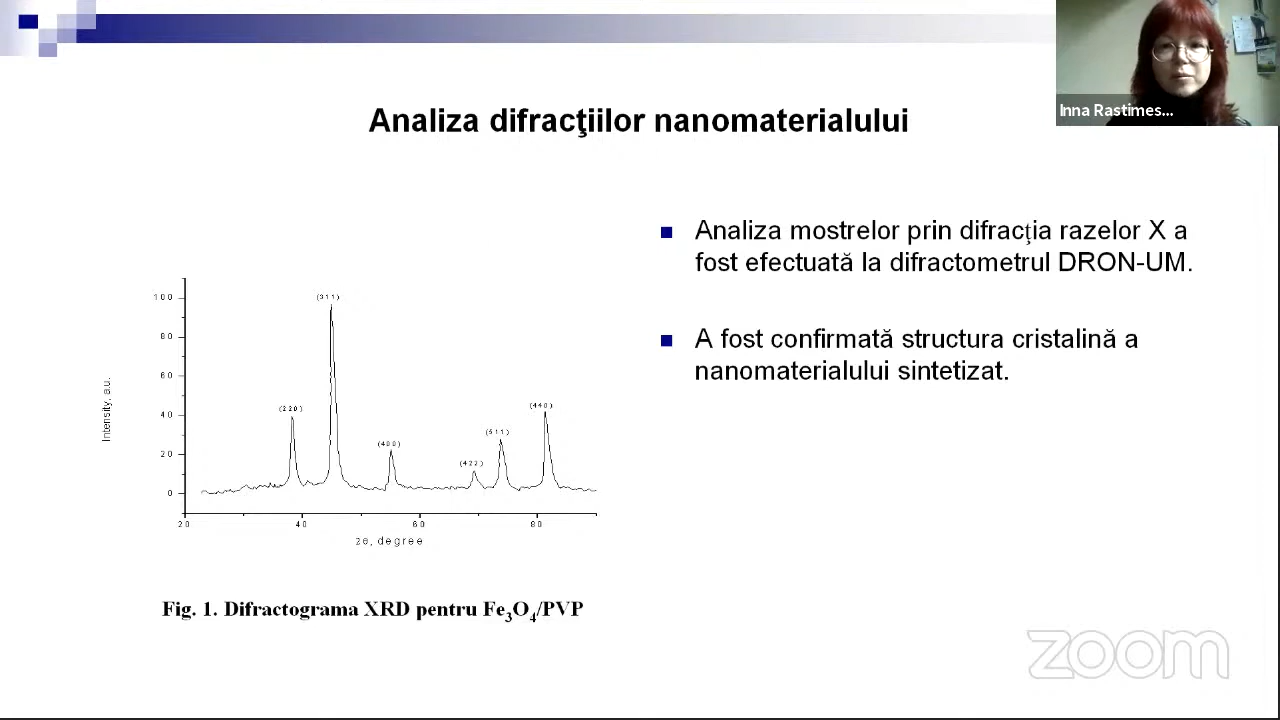 Inna Rastimes...
Analiza difracţiilor nanomaterialului
Analiza mostrelor prin difracţia razelor X a
fost efectuată la difractometrul DRON-UM.
A fost confirmată structura cristalină a
nanomaterialului sintetizat.
100
80
60
40
20
0
Intensity, a.u.
(220)
(311)
(400)
(422)
(511)
(440)
20
40
60
80
2θ, degree
Fig. 1. Difractograma XRD pentru Fe₃O₄/PVP
zoom